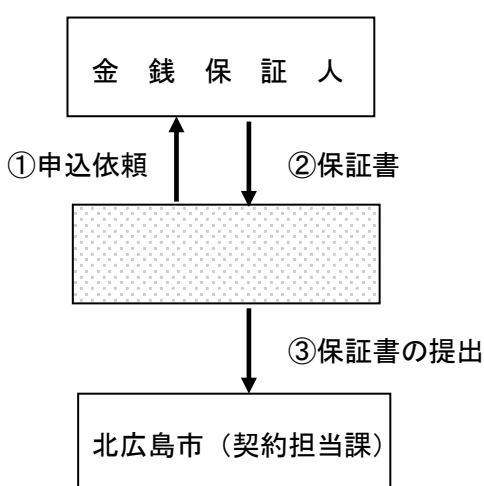 金　銭　保　証　人
①申込依頼
②保証書
③保証書の提出
北広島市（契約担当課）